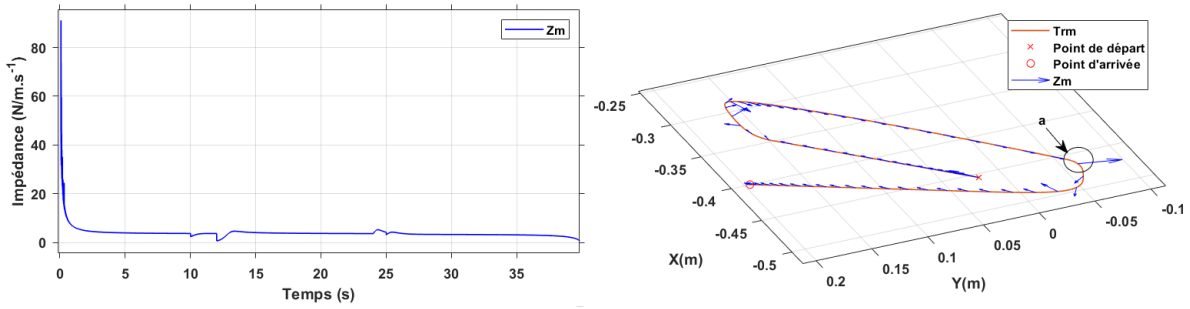 Zm
Impédance (N/m.s⁻¹)
80
60
40
20
0
0
5
10
15
20
25
30
35
Temps (s)
Trm
Point de départ
Point d'arrivée
Zm
a
-0.25
-0.3
-0.35
-0.4
-0.45
-0.5
X(m)
0.2
0.15
0.1
0.05
0
-0.05
-0.1
Y(m)